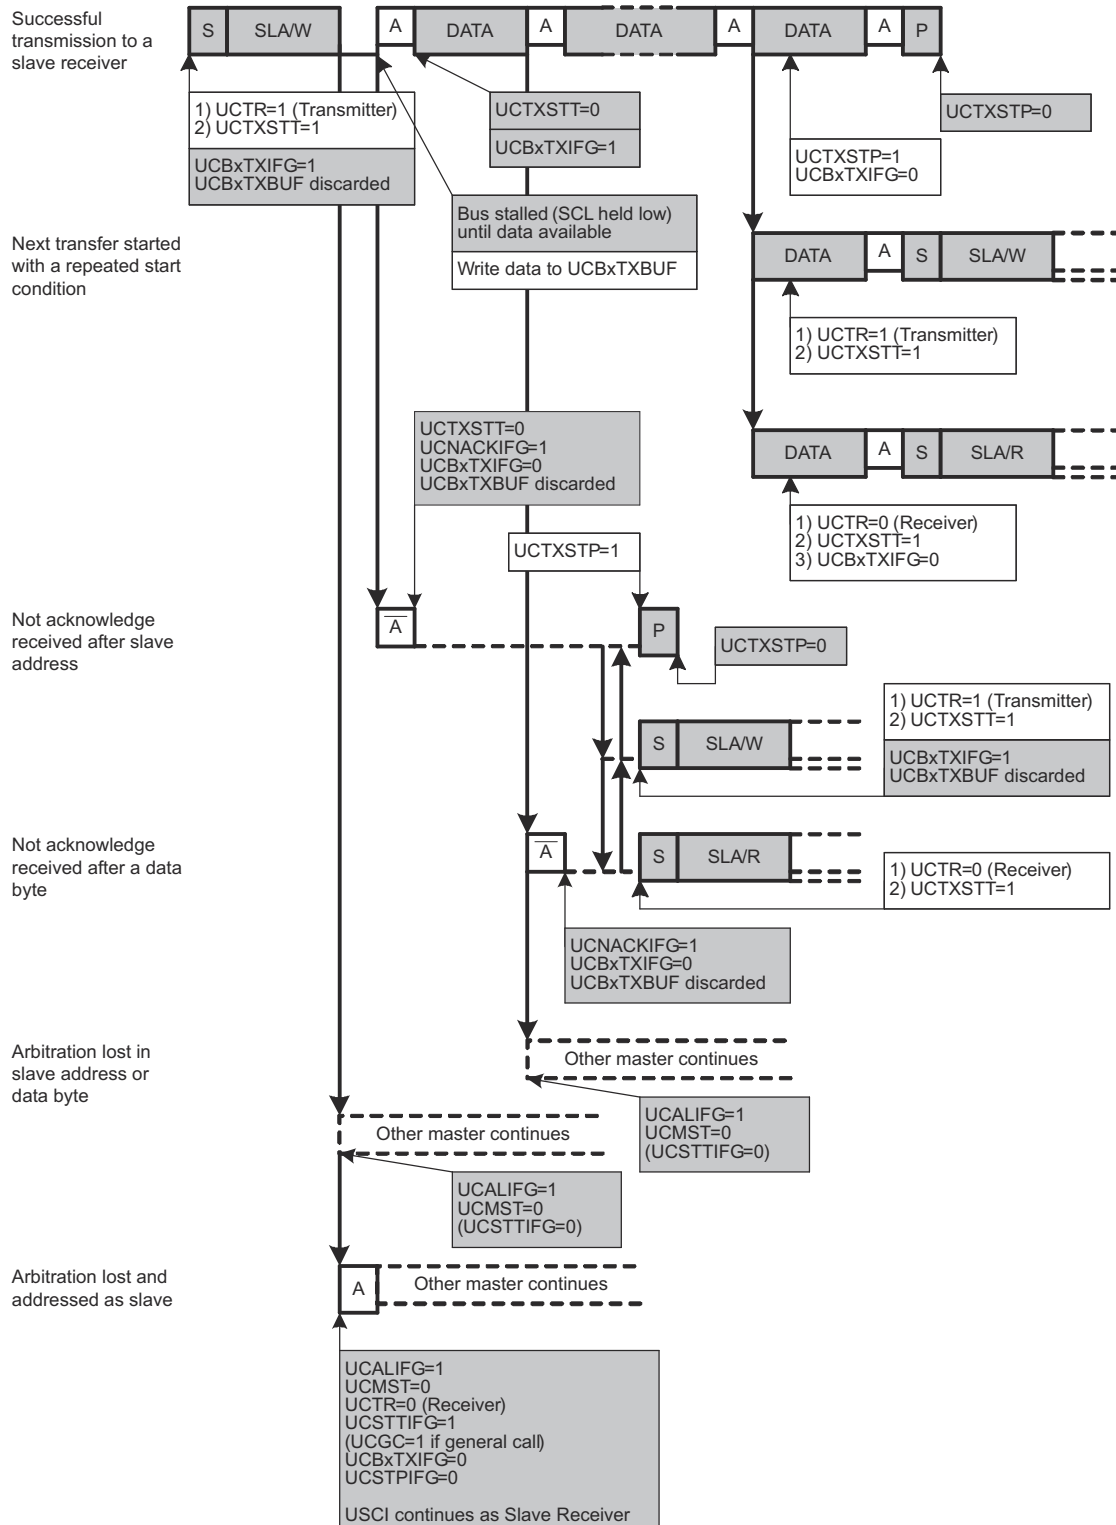 Successful
transmission to a
slave receiver
S
SLA/W
A
DATA
A
DATA
A
DATA
A
P
1) UCTR=1 (Transmitter)
2) UCTXSTT=1
UCBxTXIFG=1
UCBxTXBUF discarded
UCTXSTT=0
UCBxTXIFG=1
UCTXSTP=0
UCTXSTP=1
UCBxTXIFG=0
Bus stalled (SCL held low)
until data available
Write data to UCBxTXBUF
Next transfer started
with a repeated start
condition
DATA
A
S
SLA/W
1) UCTR=1 (Transmitter)
2) UCTXSTT=1
DATA
A
S
SLA/R
1) UCTR=0 (Receiver)
2) UCTXSTT=1
3) UCBxTXIFG=0
UCTXSTT=0
UCNACKIFG=1
UCBxTXIFG=0
UCBxTXBUF discarded
UCTXSTP=1
Not acknowledge
received after slave
address
A
P
UCTXSTP=0
S
SLA/W
1) UCTR=1 (Transmitter)
2) UCTXSTT=1
UCBxTXIFG=1
UCBxTXBUF discarded
Not acknowledge
received after a data
byte
A
S
SLA/R
1) UCTR=0 (Receiver)
2) UCTXSTT=1
UCNACKIFG=1
UCBxTXIFG=0
UCBxTXBUF discarded
Arbitration lost in
slave address or
data byte
Other master continues
UCALIFG=1
UCMST=0
(UCSTTIFG=0)
Other master continues
UCALIFG=1
UCMST=0
(UCSTTIFG=0)
Arbitration lost and
addressed as slave
A
Other master continues
UCALIFG=1
UCMST=0
UCTR=0 (Receiver)
UCSTTIFG=1
(UCGC=1 if general call)
UCBxTXIFG=0
UCSTPIFG=0
USCI continues as Slave Receiver